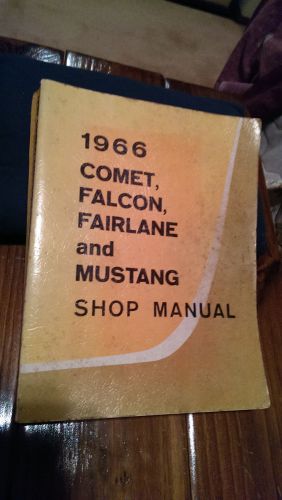 1966
COMET,
FALCON,
FAIRLANE
and
MUSTANG
SHOP MANUAL